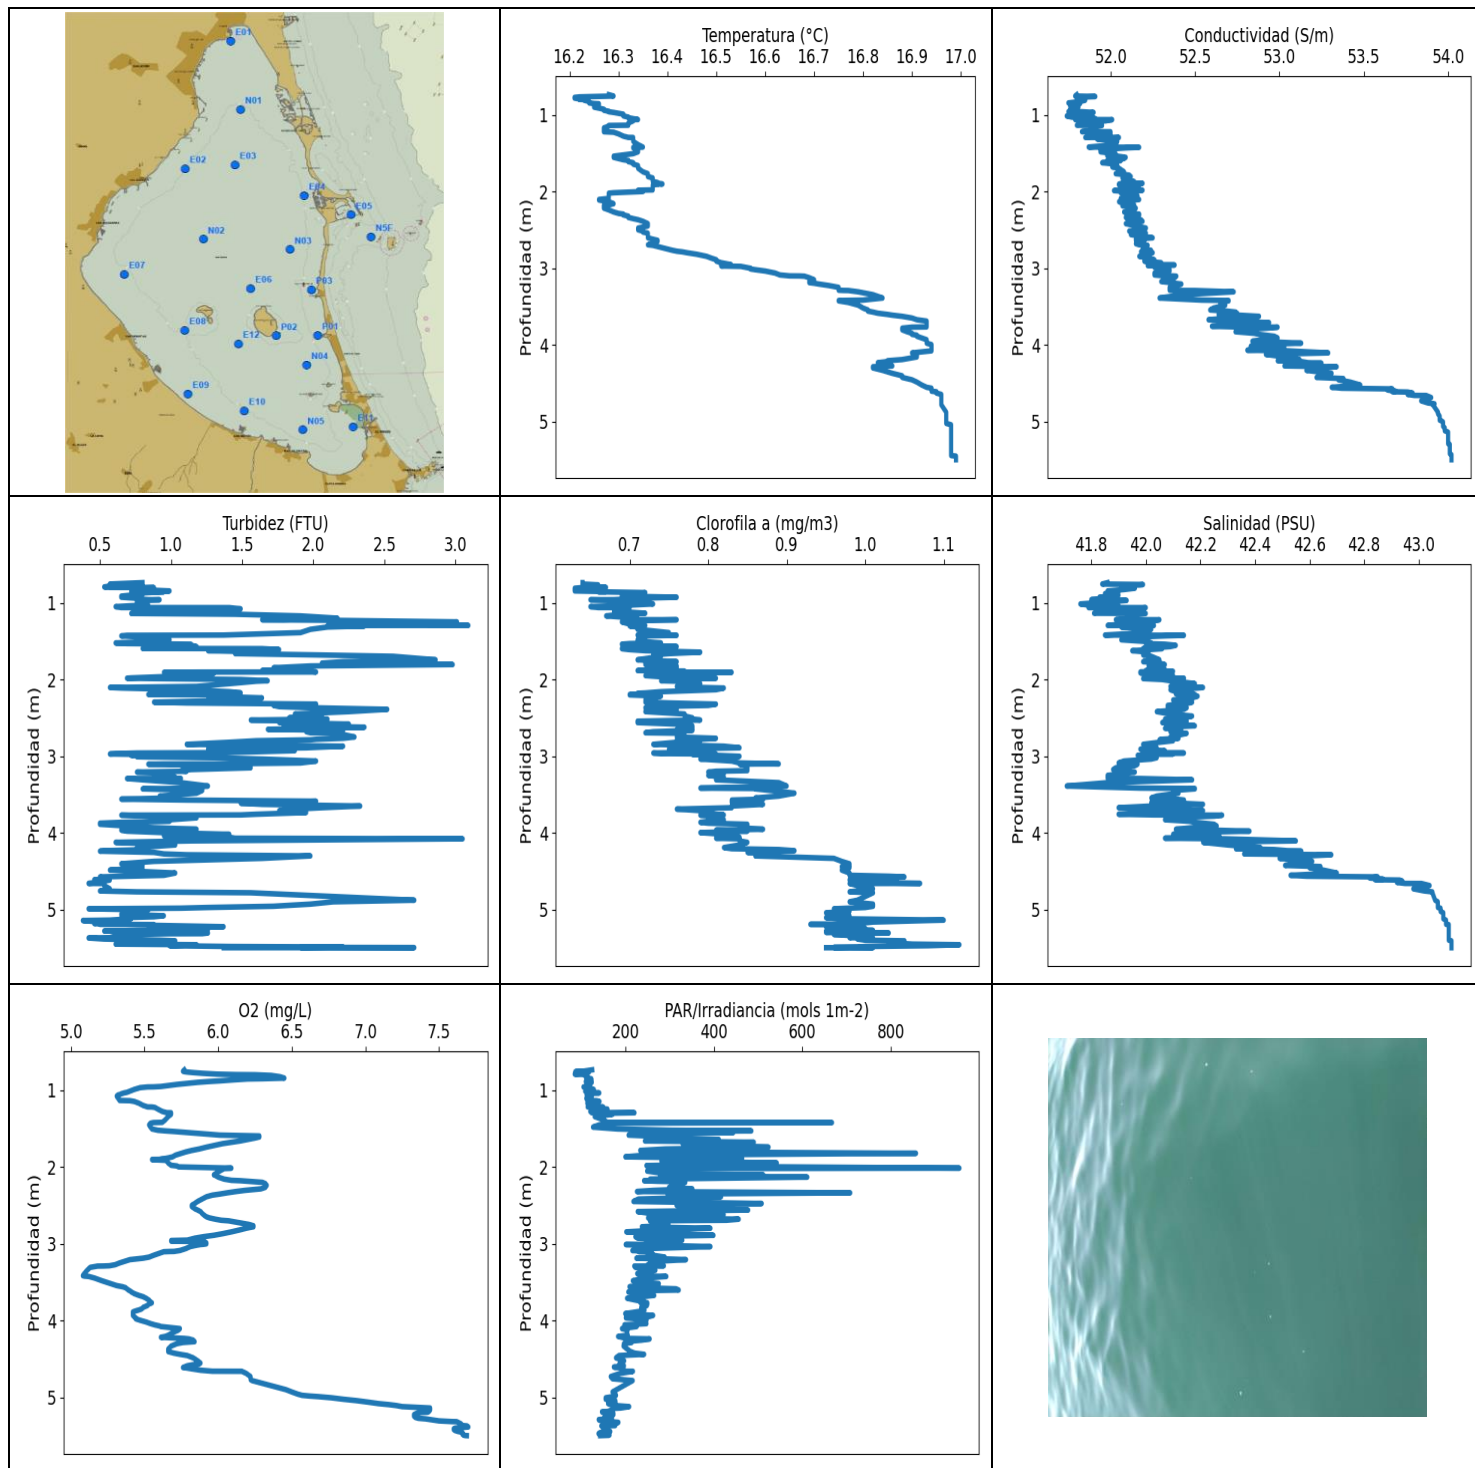 E01
N01
E02
E03
E04
E05
N5F
N02
N03
E07
E06
P03
E08
P02
P01
E12
N04
E09
E10
N05
E11
Temperatura (°C)
16.2 16.3 16.4 16.5 16.6 16.7 16.8 16.9 17.0
Profundidad (m)
1
2
3
4
5
Conductividad (S/m)
52.0 52.5 53.0 53.5 54.0
Profundidad (m)
1
2
3
4
5
Turbidez (FTU)
0.5 1.0 1.5 2.0 2.5 3.0
Profundidad (m)
1
2
3
4
5
Clorofila a (mg/m3)
0.7 0.8 0.9 1.0 1.1
Profundidad (m)
1
2
3
4
5
Salinidad (PSU)
41.8 42.0 42.2 42.4 42.6 42.8 43.0
Profundidad (m)
1
2
3
4
5
O2 (mg/L)
5.0 5.5 6.0 6.5 7.0 7.5
Profundidad (m)
1
2
3
4
5
PAR/Irradiancia (mols 1m-2)
200 400 600 800
Profundidad (m)
1
2
3
4
5